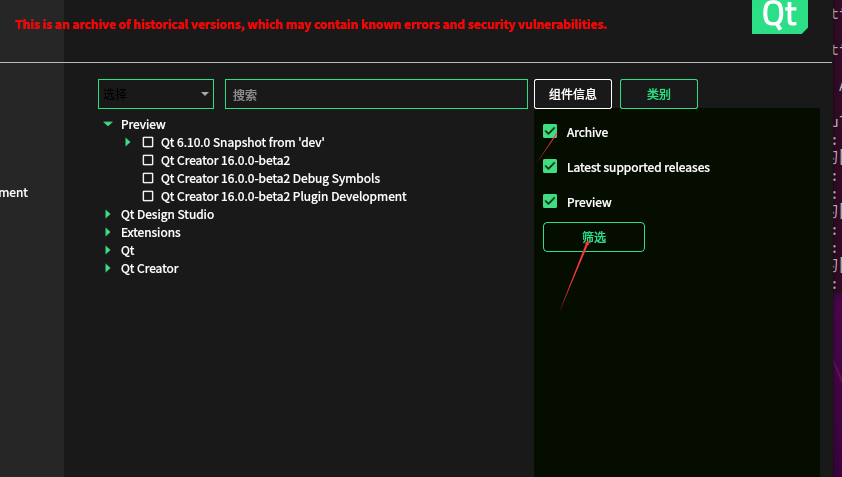 This is an archive of historical versions, which may contain known errors and security vulnerabilities.
Qt
选择
搜索
组件信息
类别
Preview
Qt 6.10.0 Snapshot from 'dev'
Qt Creator 16.0.0-beta2
Qt Creator 16.0.0-beta2 Debug Symbols
Qt Creator 16.0.0-beta2 Plugin Development
Qt Design Studio
Extensions
Qt
Qt Creator
Archive
Latest supported releases
Preview
筛选
ment